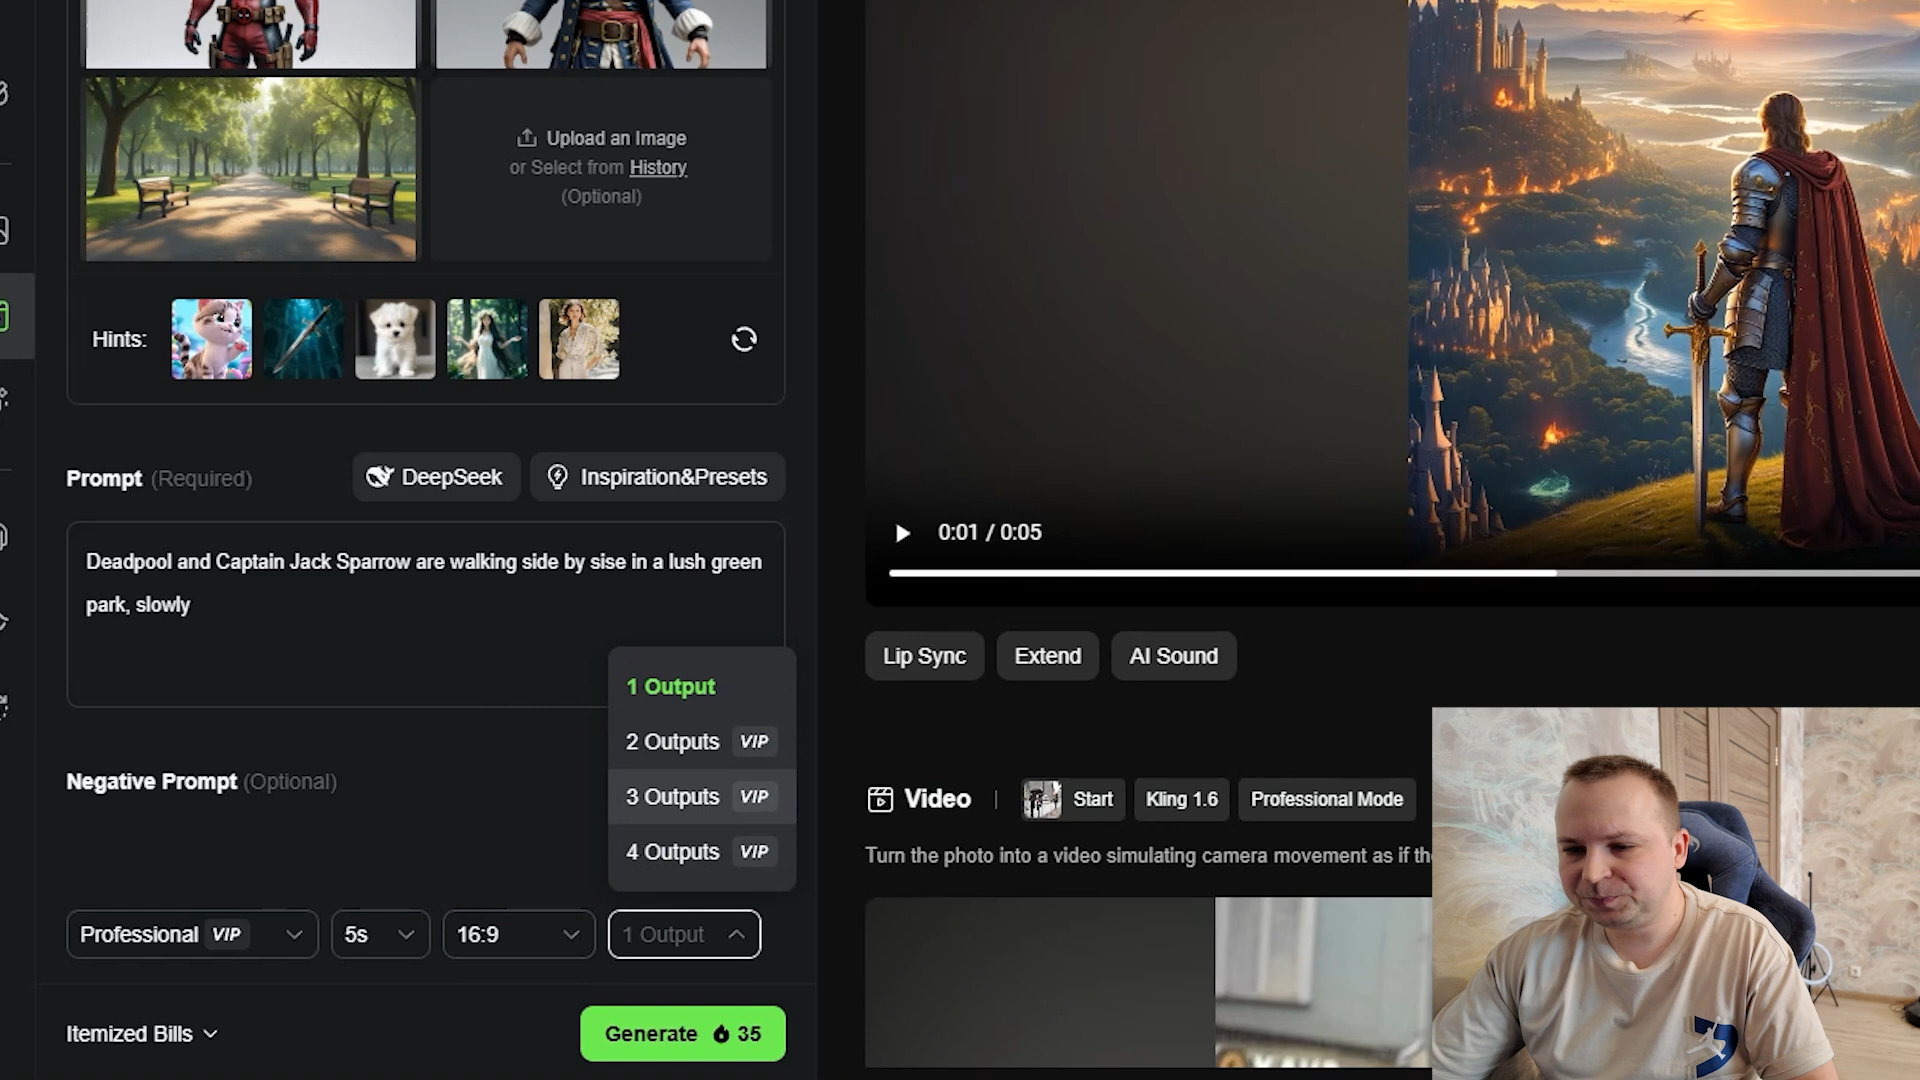 Upload an Image
or Select from History
(Optional)
Hints:
Prompt (Required)
DeepSeek
Inspiration&Presets
Deadpool and Captain Jack Sparrow are walking side by sise in a lush green
park, slowly
1 Output
2 Outputs VIP
3 Outputs VIP
4 Outputs VIP
Negative Prompt (Optional)
Professional VIP
5s
16:9
1 Output
Itemized Bills
Generate 35
0:01 / 0:05
Lip Sync
Extend
AI Sound
Video
Start
Kling 1.6
Professional Mode
Turn the photo into a video simulating camera movement as if